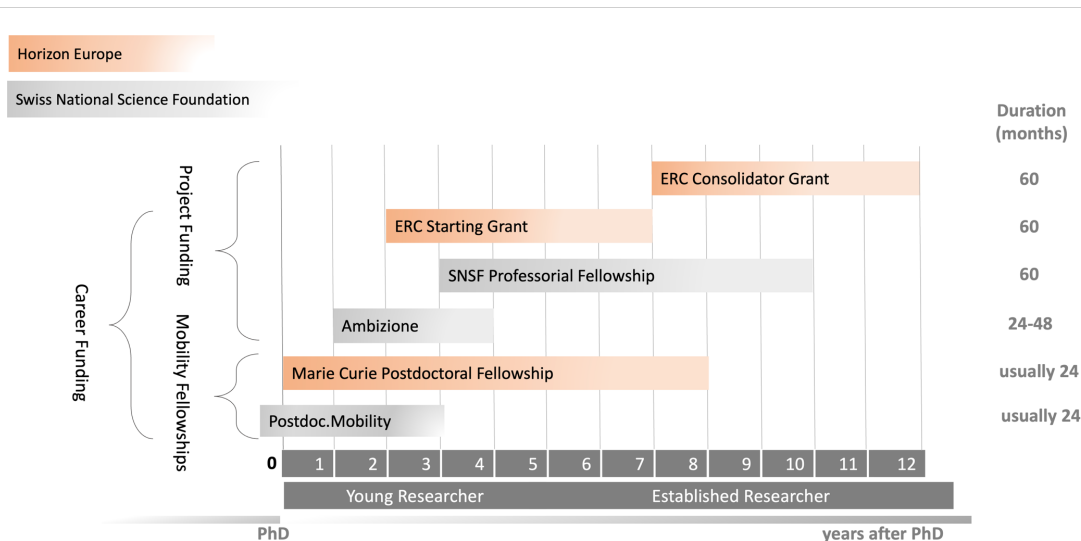 Horizon Europe
Swiss National Science Foundation
Duration
(months)
Career Funding
Project Funding
Mobility Fellowships
ERC Consolidator Grant
60
ERC Starting Grant
60
SNSF Professorial Fellowship
60
Ambizione
24-48
Marie Curie Postdoctoral Fellowship
usually 24
Postdoc.Mobility
usually 24
0 1 2 3 4 5 6 7 8 9 10 11 12
Young Researcher Established Researcher
PhD years after PhD